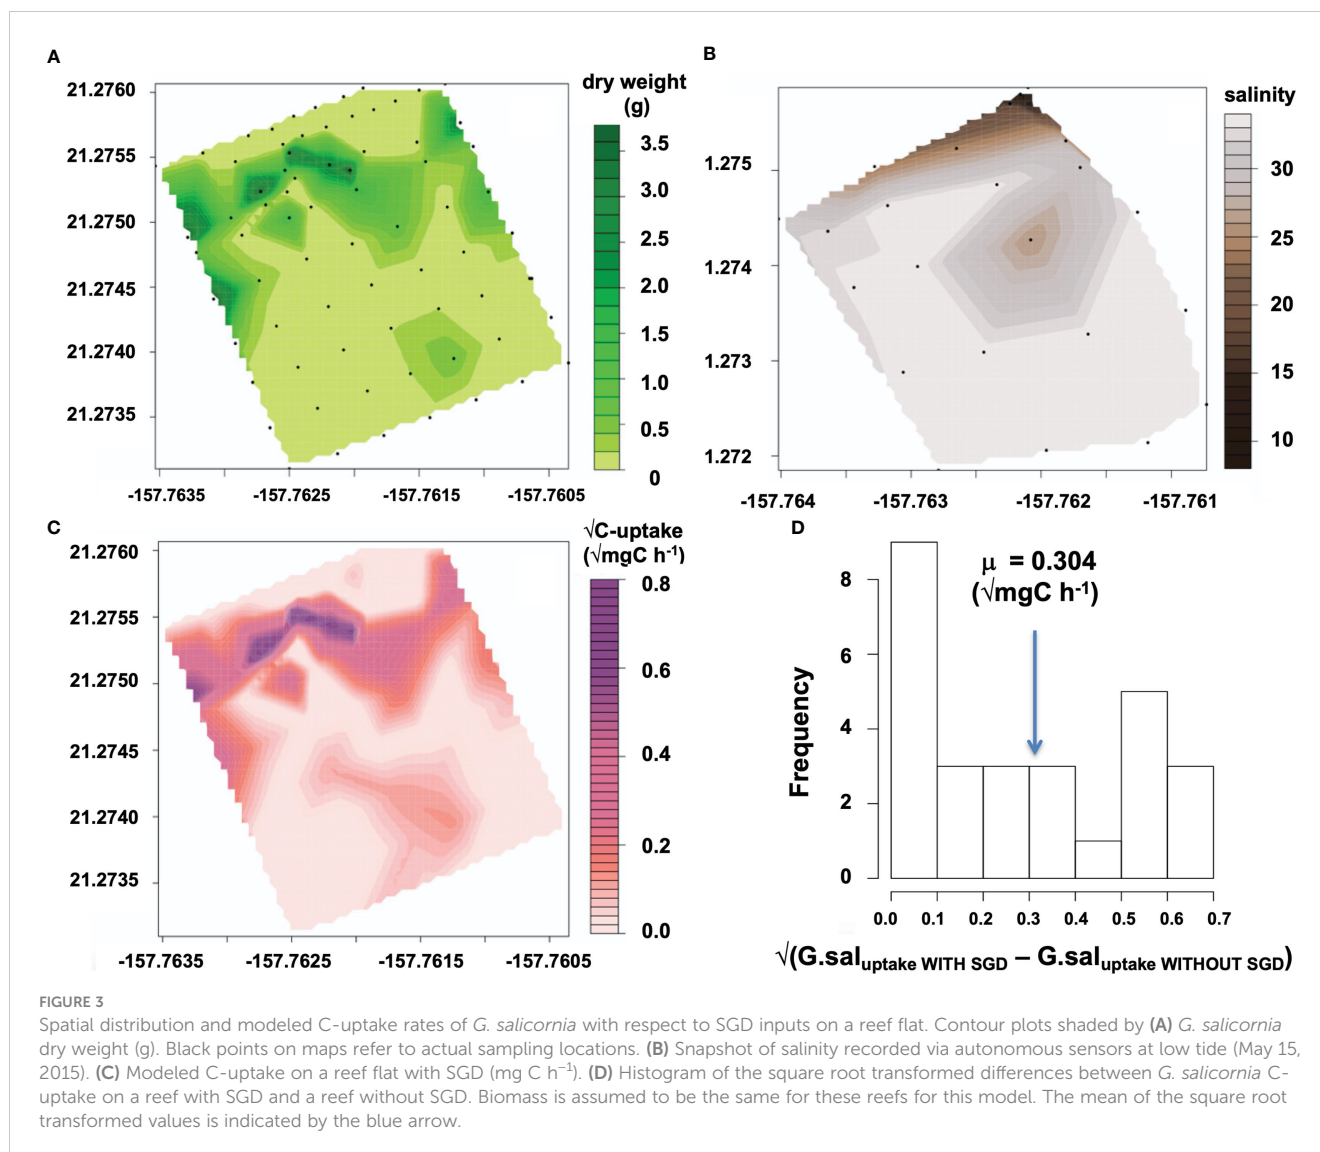 A
dry weight
(g)
21.2760
21.2755
21.2750
21.2745
21.2740
21.2735
3.5
3.0
2.5
2.0
1.5
1.0
0.5
0
-157.7635
-157.7625
-157.7615
-157.7605
B
salinity
1.275
1.274
1.273
1.272
30
25
20
15
10
-157.764
-157.763
-157.762
-157.761
C
√C-uptake
(√mgC h-1)
21.2760
21.2755
21.2750
21.2745
21.2740
21.2735
0.8
0.6
0.4
0.2
0.0
-157.7635
-157.7625
-157.7615
-157.7605
D
μ = 0.304
(√mgC h-1)
Frequency
8
6
4
2
0
0.0 0.1 0.2 0.3 0.4 0.5 0.6 0.7
√(G.saluptake WITH SGD – G.saluptake WITHOUT SGD)
FIGURE 3
Spatial distribution and modeled C-uptake rates of G. salicornia with respect to SGD inputs on a reef flat. Contour plots shaded by (A) G. salicornia
dry weight (g). Black points on maps refer to actual sampling locations. (B) Snapshot of salinity recorded via autonomous sensors at low tide (May 15,
2015). (C) Modeled C-uptake on a reef flat with SGD (mg C h−1). (D) Histogram of the square root transformed differences between G. salicornia C-
uptake on a reef with SGD and a reef without SGD. Biomass is assumed to be the same for these reefs for this model. The mean of the square root
transformed values is indicated by the blue arrow.